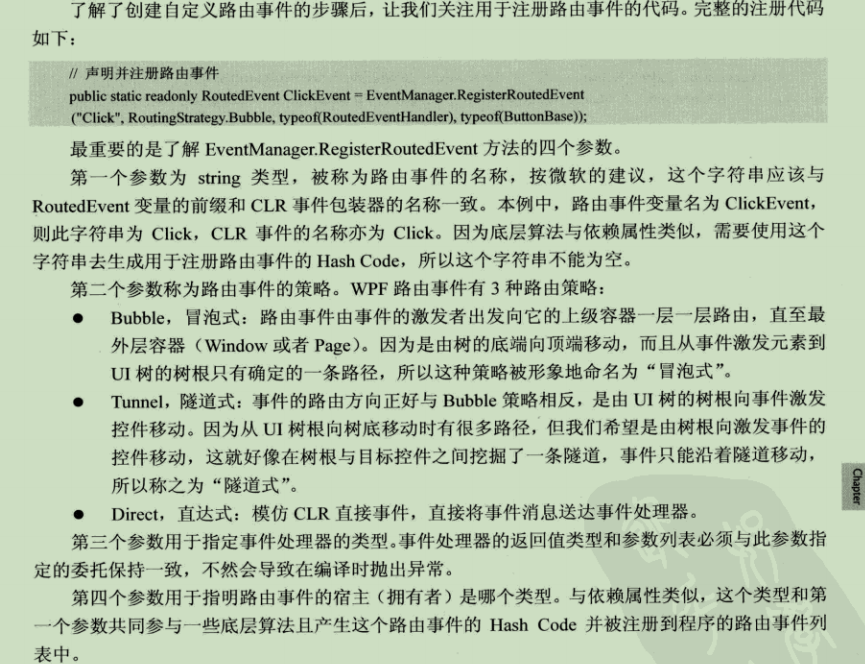 了解了创建自定义路由事件的步骤后，让我们关注用于注册路由事件的代码。完整的注册代码
如下：
// 声明并注册路由事件
public static readonly RoutedEvent ClickEvent = EventManager.RegisterRoutedEvent
("Click", RoutingStrategy.Bubble, typeof(RoutedEventHandler), typeof(ButtonBase));
最重要的是了解 EventManager.RegisterRoutedEvent 方法的四个参数。
第一个参数为 string 类型，被称为路由事件的名称，按微软的建议，这个字符串应该与
RoutedEvent 变量的前缀和 CLR 事件包装器的名称一致。本例中，路由事件变量名为 ClickEvent，
则此字符串为 Click，CLR 事件的名称亦为 Click。因为底层算法与依赖属性类似，需要使用这个
字符串去生成用于注册路由事件的 Hash Code，所以这个字符串不能为空。
第二个参数称为路由事件的策略。WPF 路由事件有 3 种路由策略：
● Bubble，冒泡式：路由事件由事件的激发者出发向它的上级容器一层一层路由，直至最
外层容器（Window 或者 Page）。因为是由树的底端向顶端移动，而且从事件激发元素到
UI 树的树根只有确定的一条路径，所以这种策略被形象地命名为“冒泡式”。
● Tunnel，隧道式：事件的路由方向正好与 Bubble 策略相反，是由 UI 树的树根向事件激发
控件移动。因为从 UI 树根向树底移动时有很多路径，但我们希望是由树根向激发事件的
控件移动，这就好像在树根与目标控件之间挖掘了一条隧道，事件只能沿着隧道移动，
所以称之为“隧道式”。
● Direct，直达式：模仿 CLR 直接事件，直接将事件消息送达事件处理器。
第三个参数用于指定事件处理器的类型。事件处理器的返回值类型和参数列表必须与此参数指
定的委托保持一致，不然会导致在编译时抛出异常。
第四个参数用于指明路由事件的宿主（拥有者）是哪个类型。与依赖属性类似，这个类型和第
一个参数共同参与一些底层算法且产生这个路由事件的 Hash Code 并被注册到程序的路由事件列
表中。
Chapter